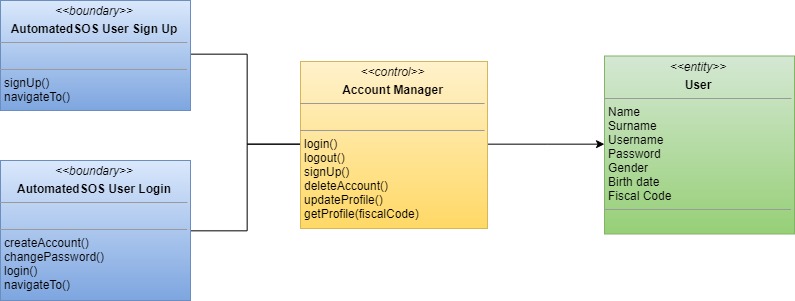 <<boundary>>
AutomatedSOS User Sign Up
signUp()
navigateTo()
<<boundary>>
AutomatedSOS User Login
createAccount()
changePassword()
login()
navigateTo()
<<control>>
Account Manager
login()
logout()
signUp()
deleteAccount()
updateProfile()
getProfile(fiscalCode)
<<entity>>
User
Name
Surname
Username
Password
Gender
Birth date
Fiscal Code